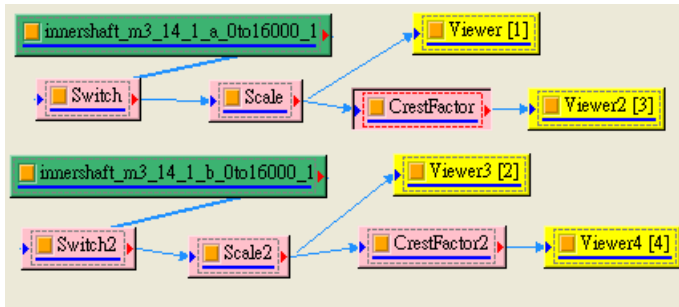 innershaft_m3_14_1_a_0to16000_1
Viewer [1]
Switch
Scale
CrestFactor
Viewer2 [3]
innershaft_m3_14_1_b_0to16000_1
Viewer3 [2]
Switch2
Scale2
CrestFactor2
Viewer4 [4]